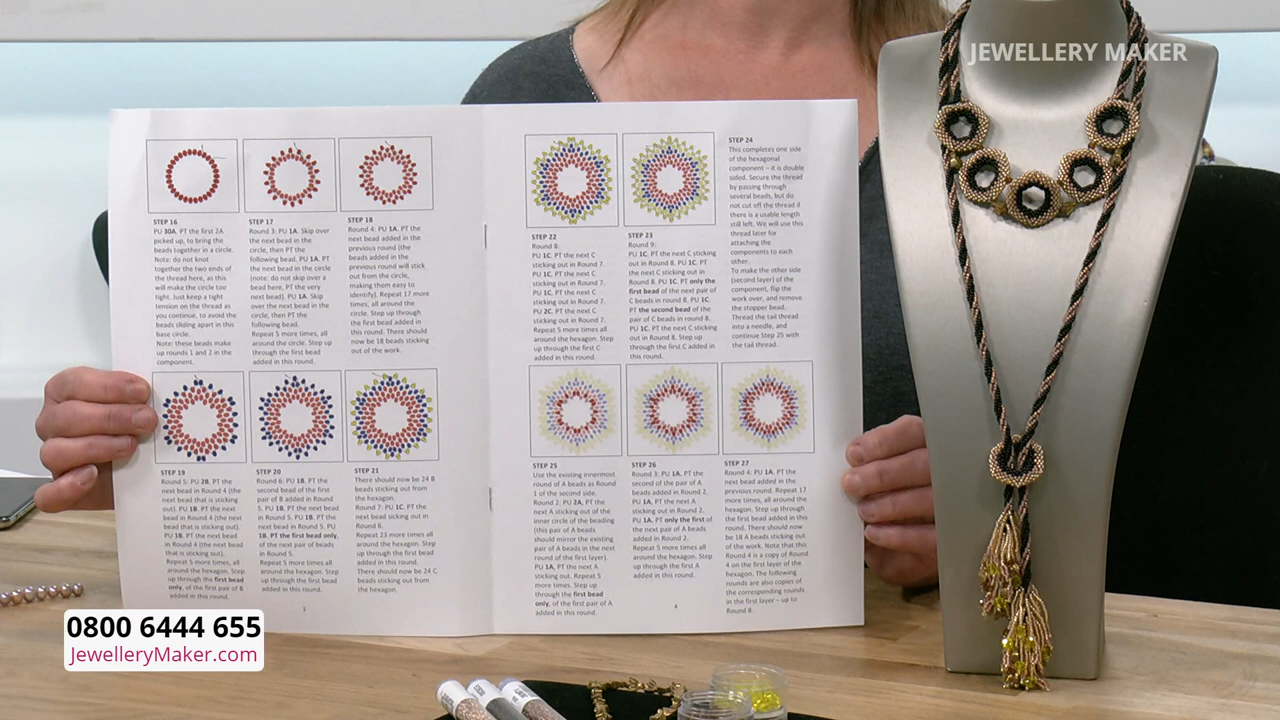 JEWELLERY MAKER
STEP 16
PU 30A. PT the first 2A
picked up, to bring the
beads together in a circle.
Note: do not knot
together the two ends of
the thread here, as this
will make the circle too
tight. Just keep a tight
tension on the thread as
you continue, to avoid the
beads sliding apart in this
base circle.
Note: these beads make
up rounds 1 and 2 in the
component.
STEP 17
Round 3: PU 1A. Skip over
the next bead in the
circle, then PT the
following bead. PU 1A. PT
the next bead in the circle
(note: do not skip over a
bead here, PT the very
next bead). PU 1A. Skip
over the next bead in the
circle, then PT the
following bead.
Repeat 5 more times, all
around the circle. Step up
through the first bead
added in this round.
STEP 18
Round 4: PU 1A. PT the
next bead added in the
previous round (the
beads added in the
previous round will stick
out from the circle,
making them easy to
identify). Repeat 17 more
times, all around the
circle. Step up through
the first bead added in
this round. There should
now be 18 beads sticking
out of the work.
STEP 19
Round 5: PU 2B. PT the
next bead in Round 4 (the
next bead that is sticking
out). PU 1B. PT the next
bead in Round 4 (the next
bead that is sticking out).
PU 1B. PT the next bead
in Round 4 (the next bead
that is sticking out).
Repeat 5 more times, all
around the hexagon. Step
up through the first bead
only, of the first pair of B
added in this round.
STEP 20
Round 6: PU 1B. PT the
second bead of the first
pair of B added in Round
5. PU 1B. PT the next
bead in Round 5. PU 1B. PT
the next bead in Round 5. PU
1B. PT the first bead only,
of the next pair of beads
in Round 5.
Repeat 5 more times all
around the hexagon. Step
up through the first bead
added in this round.
STEP 21
There should now be 24 B
beads sticking out from
the hexagon.
Round 7: PU 1C. PT the
next bead sicking out in
Round 6.
Repeat 23 more times all
around the hexagon. Step
up through the first bead
added in this round.
There should now be 24 C
beads sticking out from
the hexagon.
3
STEP 22
Round 8:
PU 1C. PT the next C
sticking out in Round 7.
PU 1C. PT the next C
sticking out in Round 7.
PU 1C. PT the next C
sticking out in Round 7.
PU 2C. PT the next C
sticking out in Round 7.
Repeat 5 more times all
around the hexagon. Step
up through the first C
added in this round.
STEP 23
Round 9:
PU 1C. PT the next C sticking
out in Round 8. PU 1C. PT
the next C sticking out in
Round 8. PU 1C. PT only the
first bead of the next pair of
C beads in round 8. PU 1C.
PT the second bead of the
pair of C beads in round 8.
PU 1C. PT the next C sticking
out in Round 8. Step up
through the first C added in
this round.
STEP 24
This completes one side
of the hexagonal
component – it is double
sided. Secure the thread
by passing through
several beads, but do
not cut off the thread if
there is a usable length
still left. We will use this
thread later for
attaching the
components to each
other.
To make the other side
(second layer) of the
component, flip the
work over, and remove
the stopper bead.
Thread the tail thread
into a needle, and
continue Step 25 with
the tail thread.
STEP 25
Use the existing innermost
row of A beads as Round
1 of the second side.
Round 2: PU 2A, PT the
next A sticking out of the
inner circle of the beading
(this pair of A beads
should mirror the existing
pair of A beads in the next
round of the first layer).
PU 1A, PT the next A
sticking out. Repeat 5
more times. Step up
through the first bead
only, of the first pair of A
added in this round.
STEP 26
Round 3: PU 1A. PT the
second of the pair of A
beads added in Round 2.
PU 1A, PT the next A
sticking out in Round 2.
PU 1A. PT only the first of
the next pair of A beads
added in Round 2.
Repeat 5 more times all
around the hexagon. Step
up through the first A
added in this round.
STEP 27
Round 4: PU 1A. PT the
next bead added in the
previous round. Repeat 17
more times, all around the
hexagon. Step up through
the first bead added in
this round. There should
now be 18 A beads sticking
out of the work. Note that
this Round 4 is a copy of Round
4 on the first layer of the
hexagon. The following
rounds are also copies of
the corresponding rounds
in the first layer – up to
Round 8.
4
0800 6444 655
JewelleryMaker.com